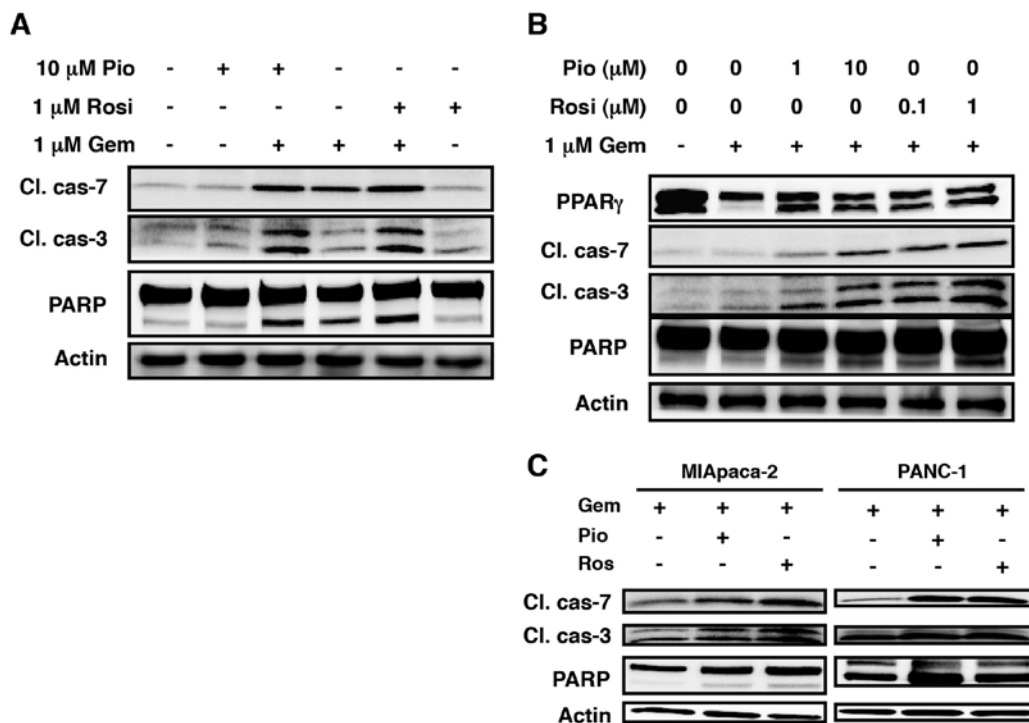 A
10 µM Pio - + + - - -
1 µM Rosi - - - - + +
1 µM Gem - - + + + -
Cl. cas-7
Cl. cas-3
PARP
Actin
B
Pio (µM) 0 0 1 10 0 0
Rosi (µM) 0 0 0 0 0.1 1
1 µM Gem - + + + + +
PPARγ
Cl. cas-7
Cl. cas-3
PARP
Actin
C
MIApaca-2 PANC-1
Gem + + + + + +
Pio - + - - + -
Ros - - + - - +
Cl. cas-7
Cl. cas-3
PARP
Actin